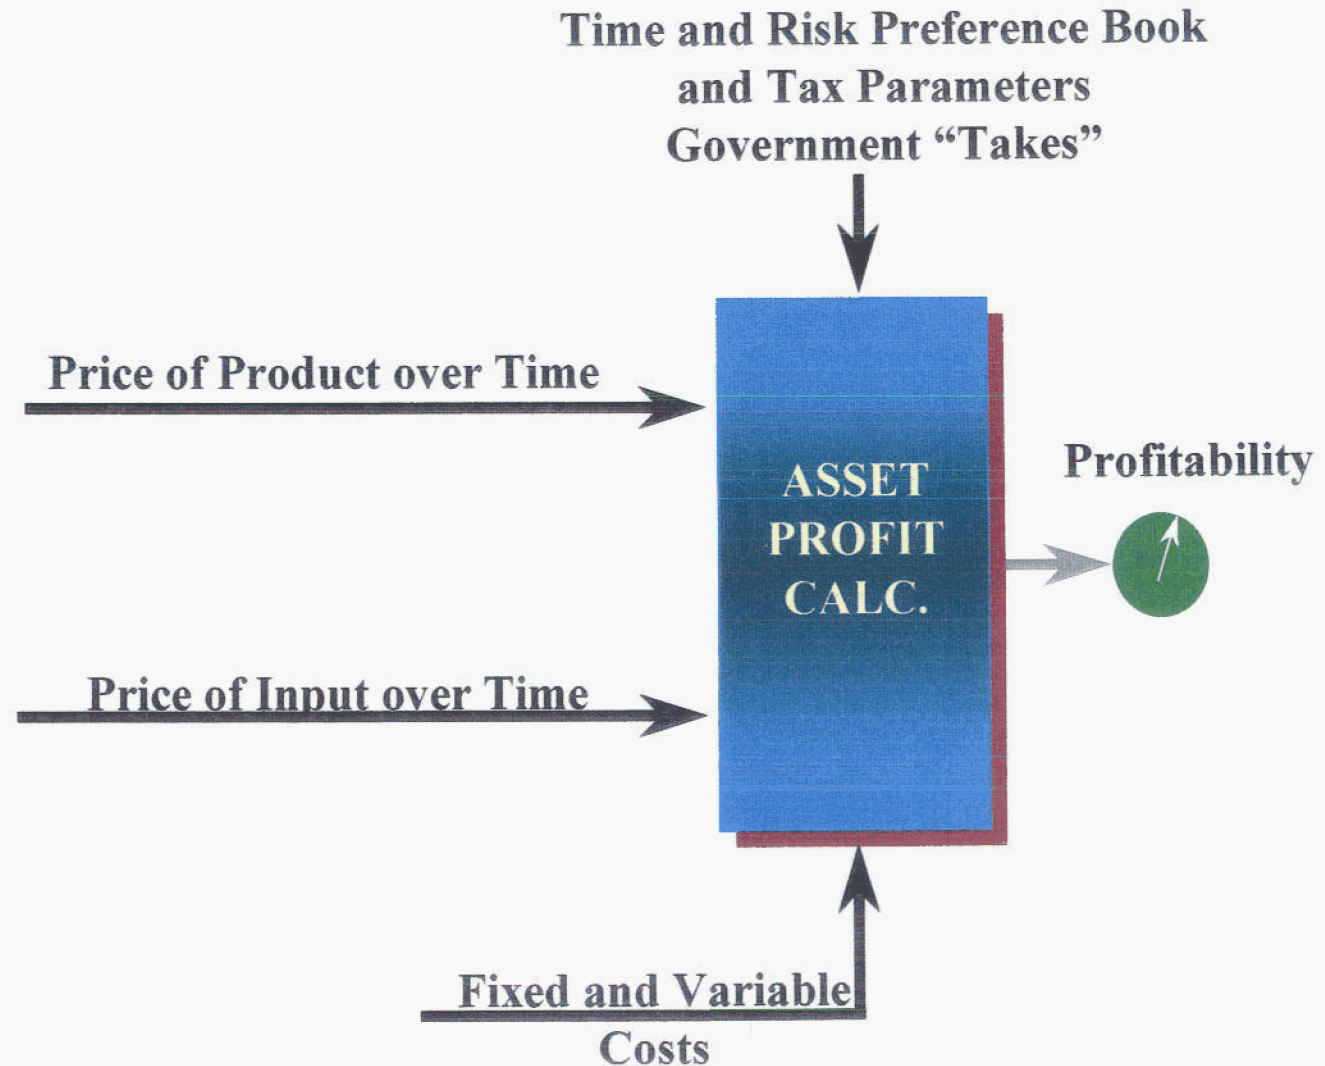 Time and Risk Preference Book
and Tax Parameters
Government “Takes”
Price of Product over Time
ASSET
PROFIT
CALC.
Profitability
Price of Input over Time
Fixed and Variable
Costs